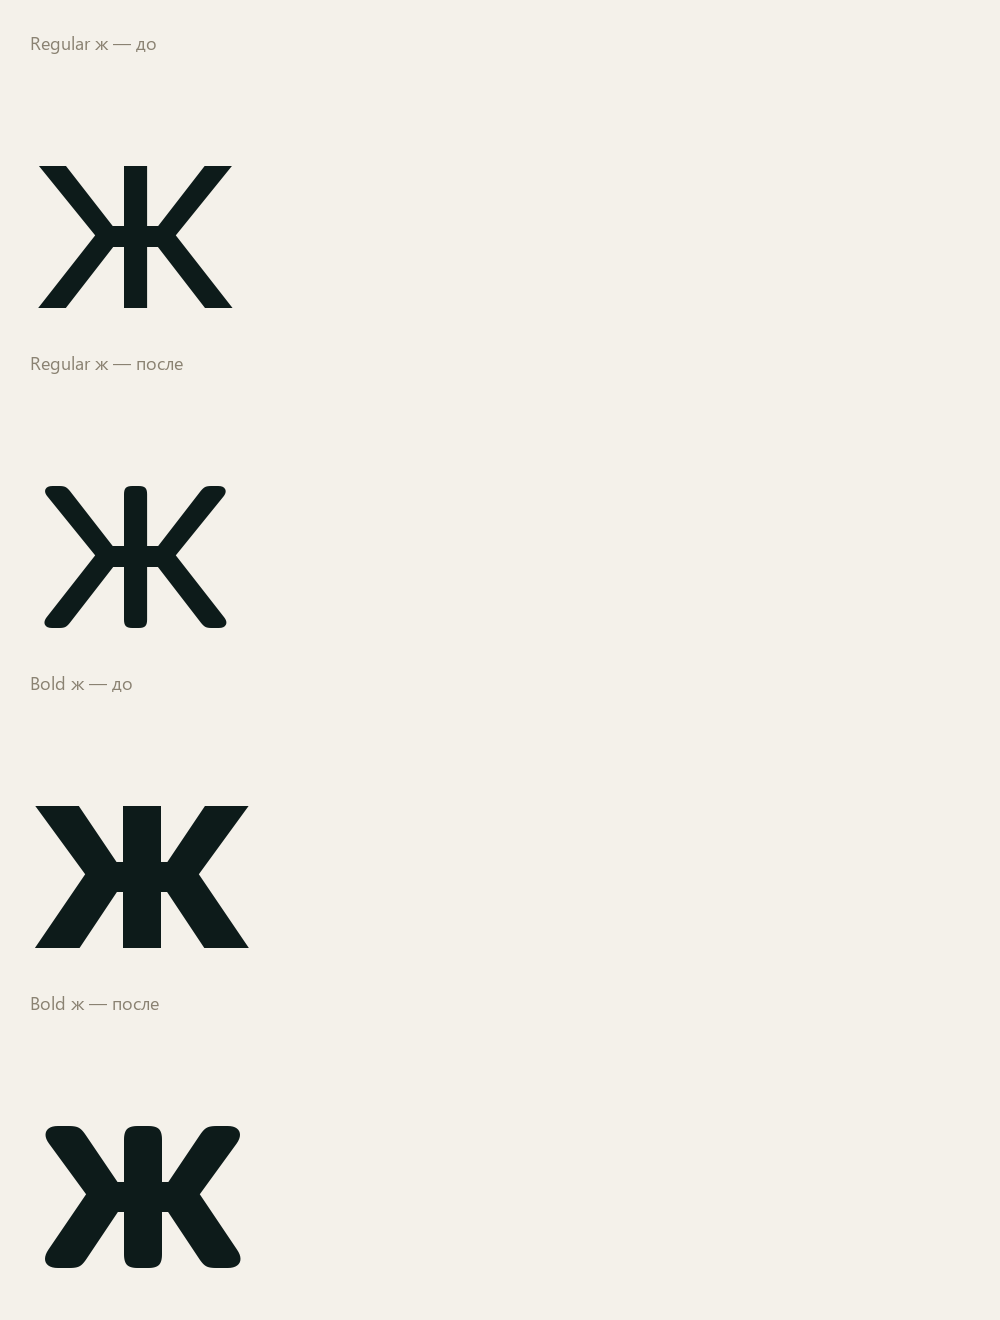 Regular ж — до
ж
Regular ж — после
ж
Bold ж — до
ж
Bold ж — после
ж